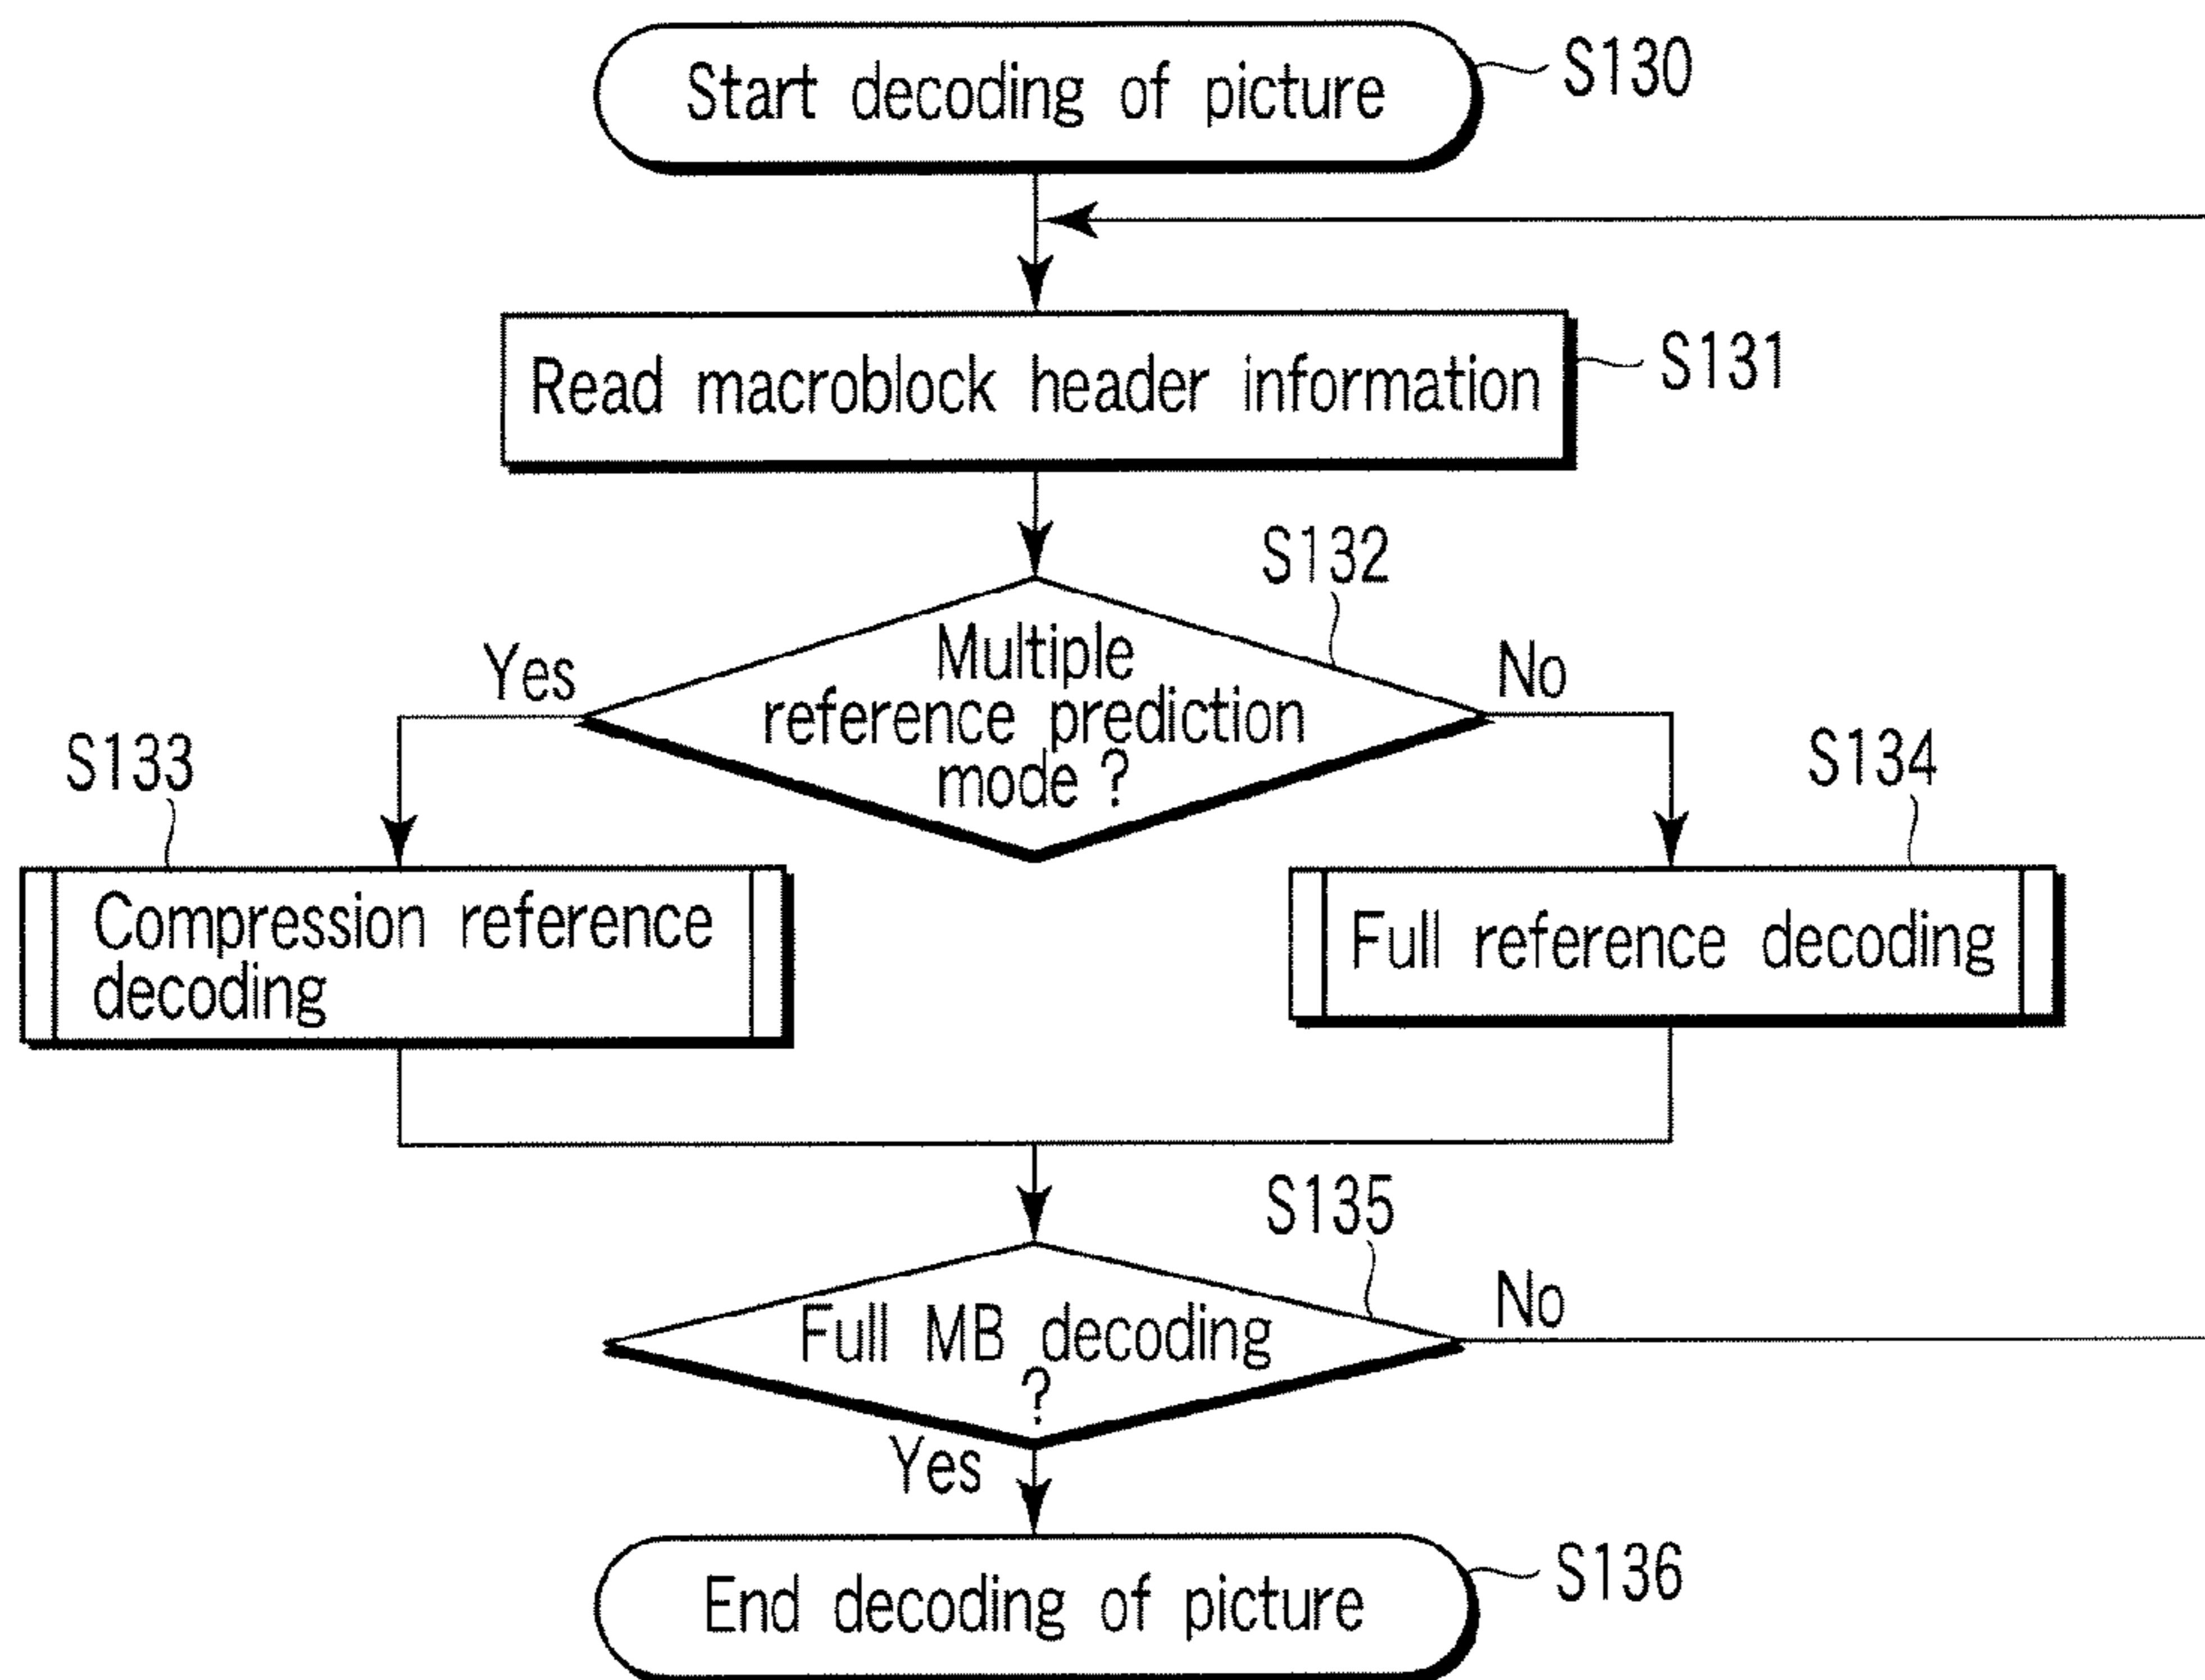 Start decoding of picture
S130
Read macroblock header information
S131
S132
Multiple
reference prediction
mode ?
Yes
No
S133
S134
Compression reference
decoding
Full reference decoding
S135
Full MB decoding
?
No
Yes
End decoding of picture
S136